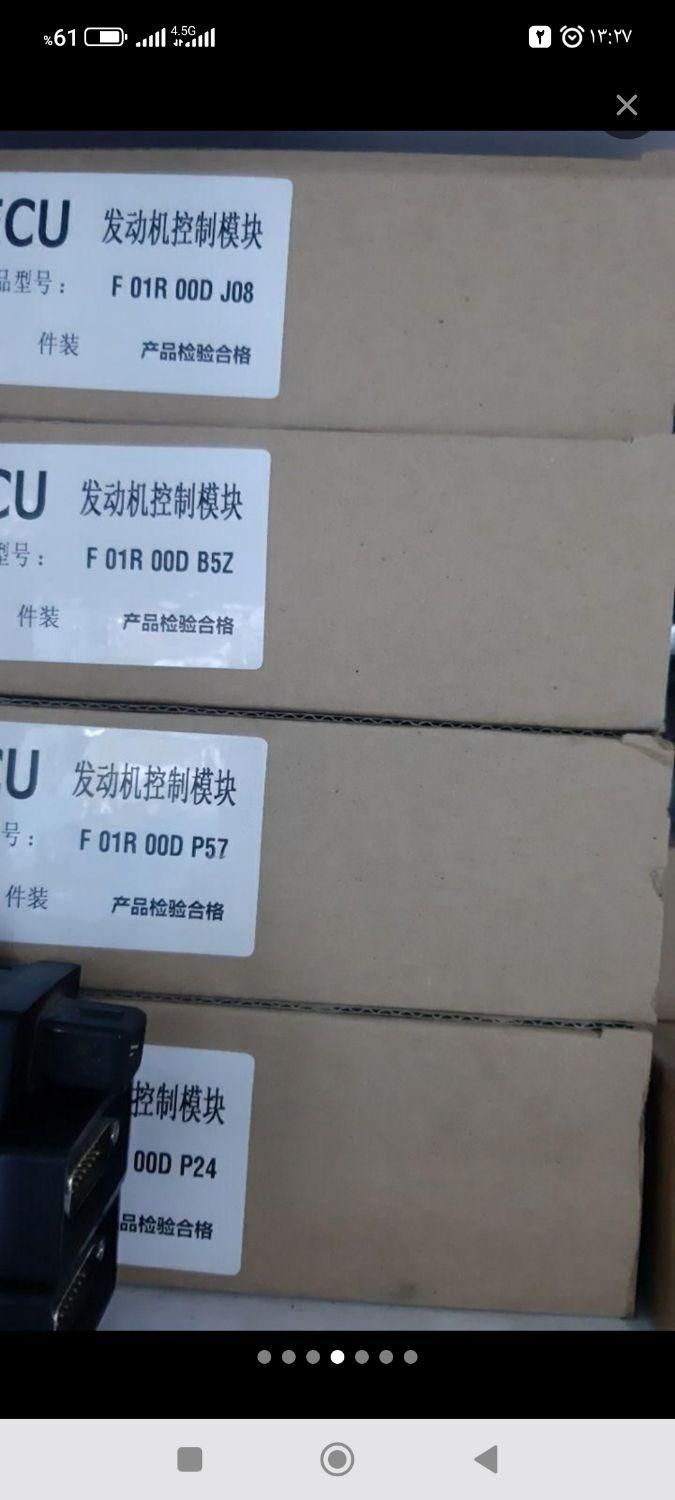 %61
4.5G
٢
١٣:٢٧
ECU 发动机控制模块
品型号： F 01R 00D J08
件装 产品检验合格
CU 发动机控制模块
型号： F 01R 00D B5Z
件装 产品检验合格
CU 发动机控制模块
号： F 01R 00D P57
件装 产品检验合格
控制模块
00D P24
品检验合格